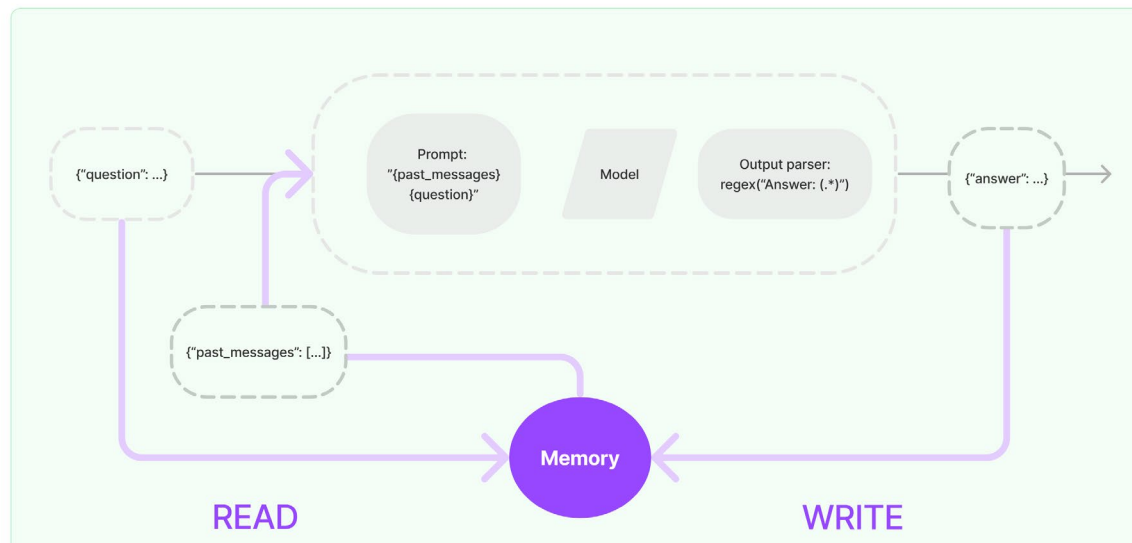 {“question”: ...}
Prompt:
”{past_messages}
{question}”
Model
Output parser:
regex(“Answer: (.*)”)
{“answer”: ...}
{“past_messages”: [...]}
Memory
READ
WRITE